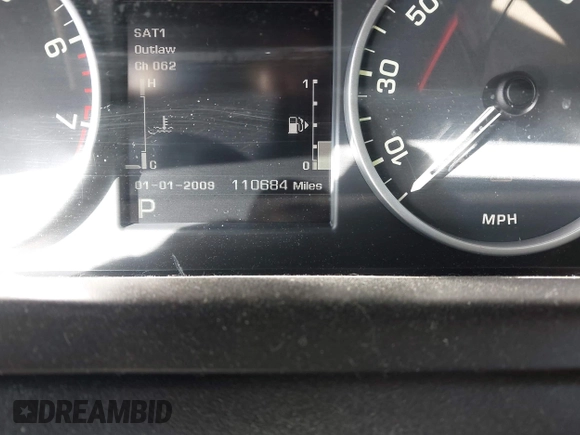 SAT1
Outlaw
Ch 062
H
1
C
0
01-01-2009 110684 Miles
P
6
7
50
30
10
MPH
DREAMBID